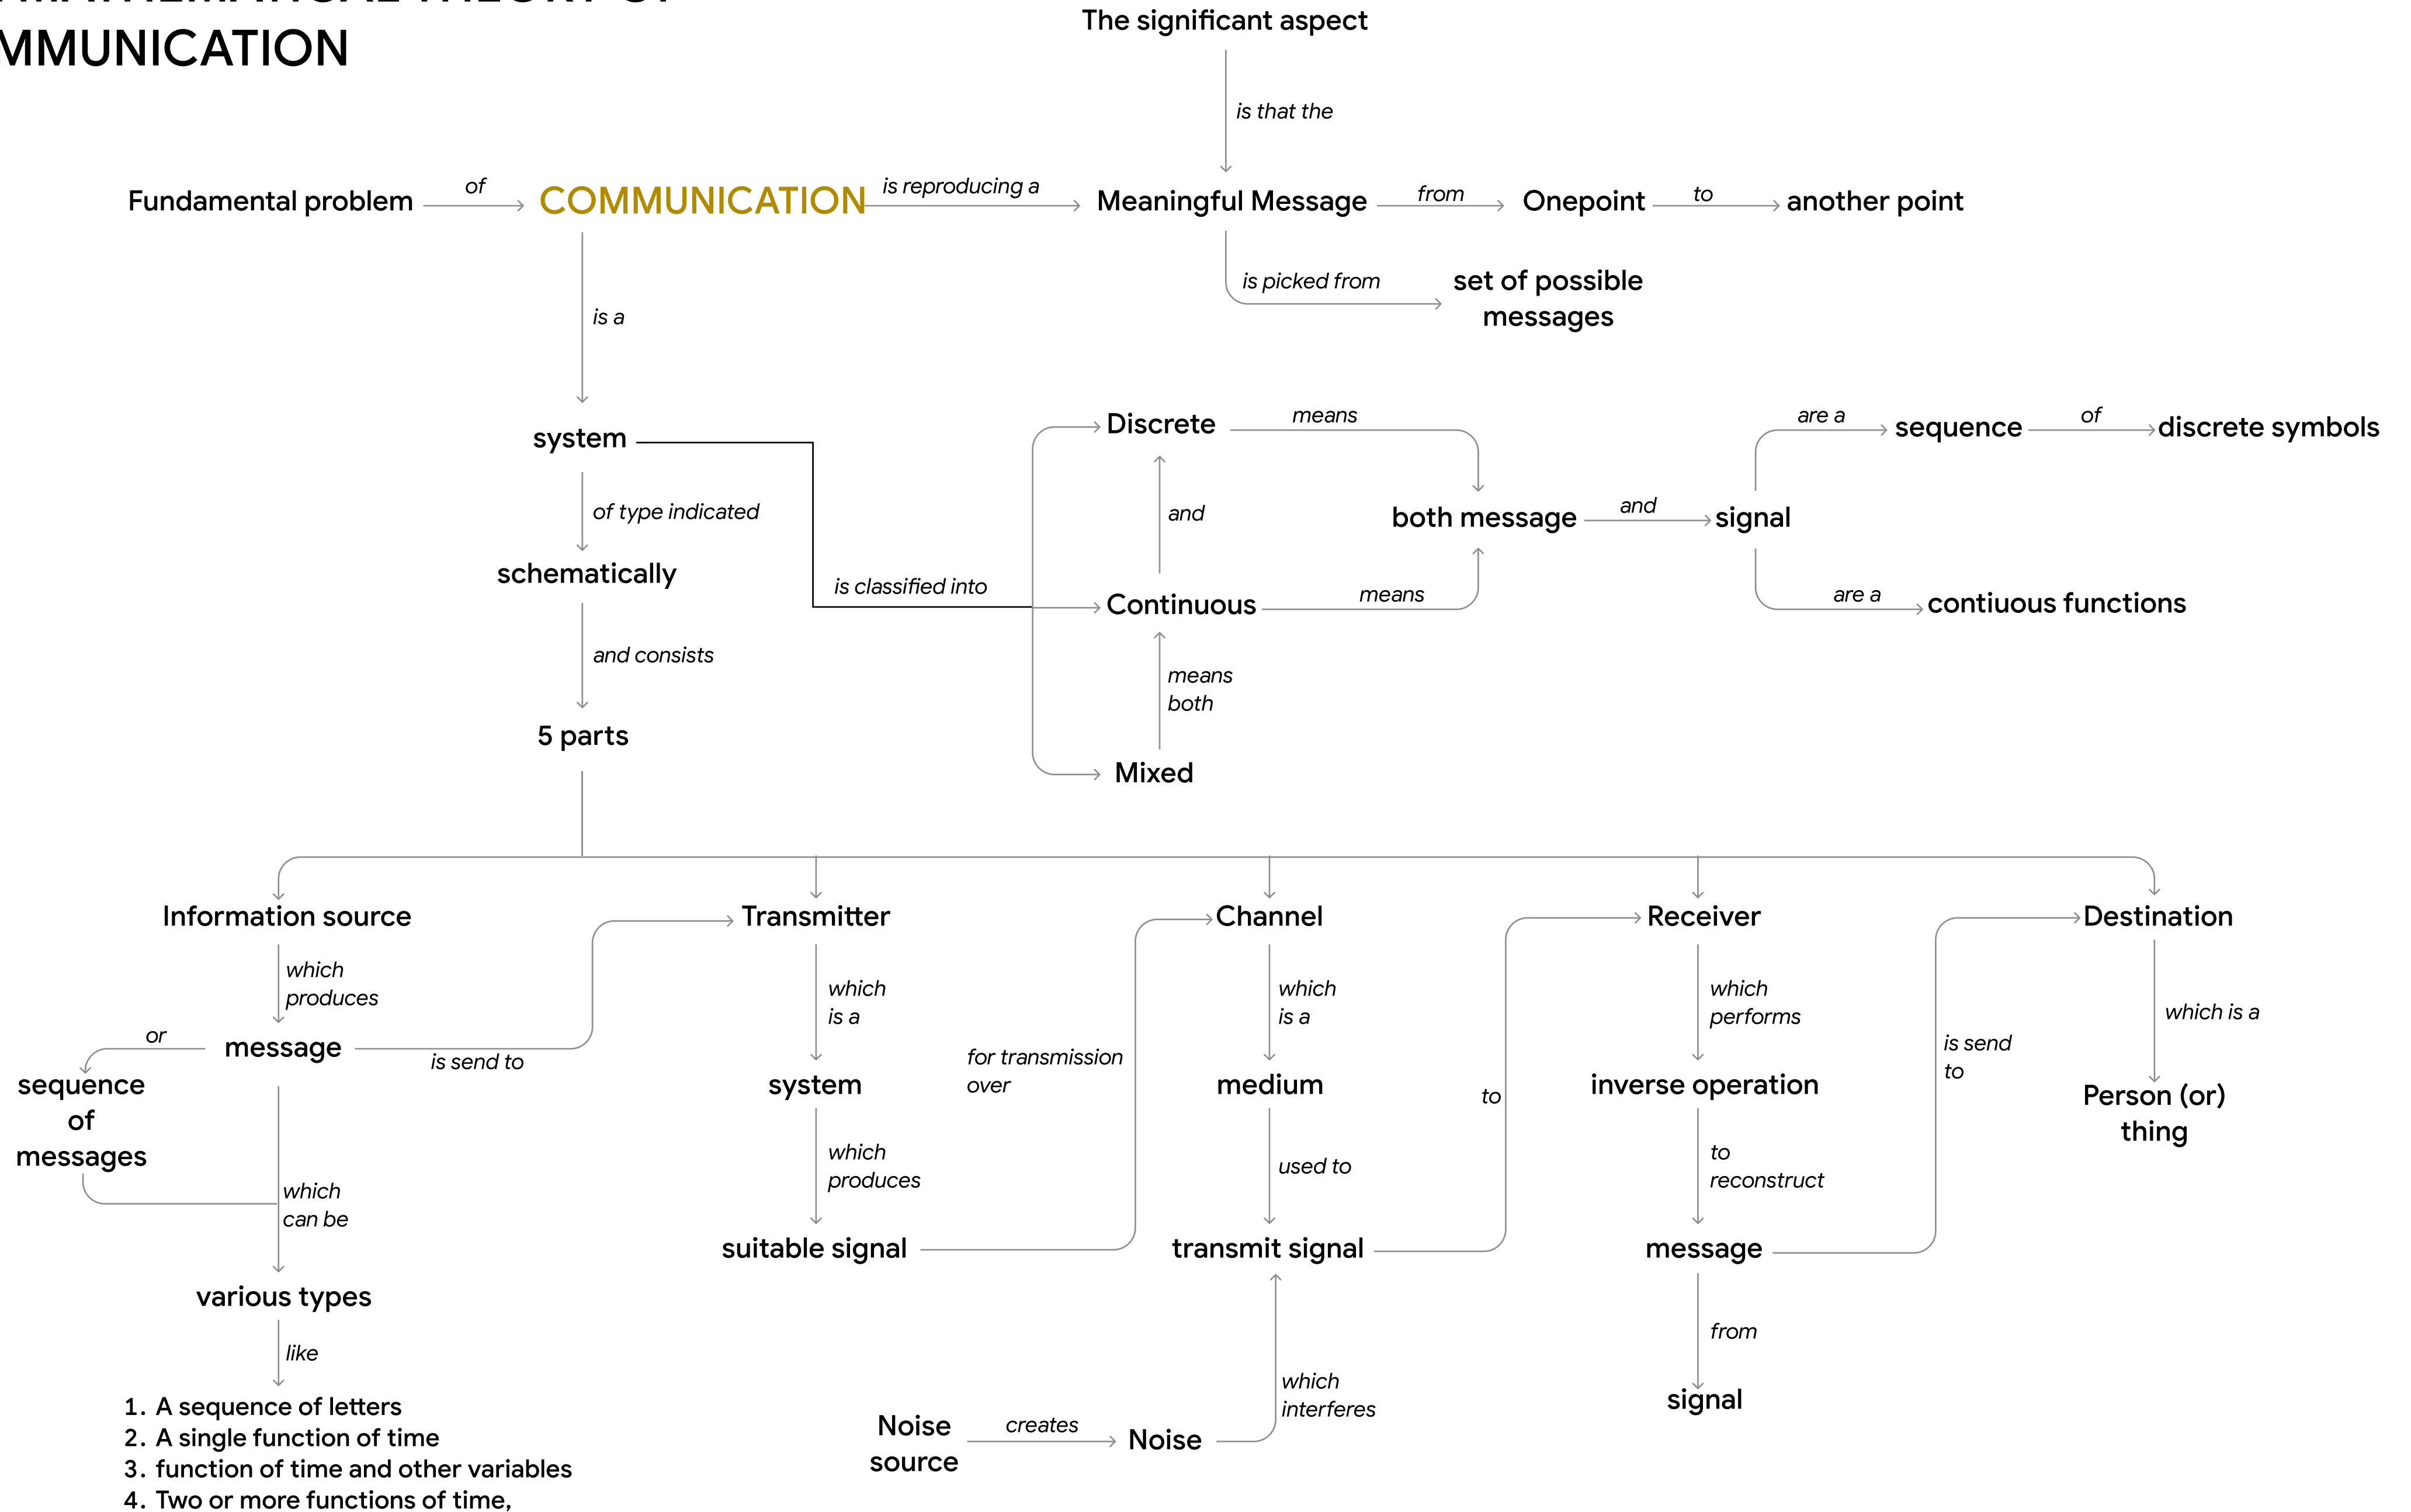 MATHEMATICAL THEORY OF
MMUNICATION
The significant aspect
is that the
Fundamental problem
of
COMMUNICATION
is reproducing a
Meaningful Message
from
Onepoint
to
another point
is picked from
set of possible
messages
is a
system
of type indicated
schematically
and consists
5 parts
is classified into
Discrete
means
and
Continuous
means
means
both
Mixed
both message
and
signal
are a
sequence
of
discrete symbols
are a
contiuous functions
Information source
which
produces
message
or
sequence
of
messages
is send to
which
can be
various types
like
1. A sequence of letters
2. A single function of time
3. function of time and other variables
4. Two or more functions of time,
Transmitter
which
is a
system
which
produces
suitable signal
for transmission
over
Channel
which
is a
medium
used to
transmit signal
Noise
source
creates
Noise
which
interferes
to
Receiver
which
performs
inverse operation
to
reconstruct
message
from
signal
is send
to
Destination
which is a
Person (or)
thing